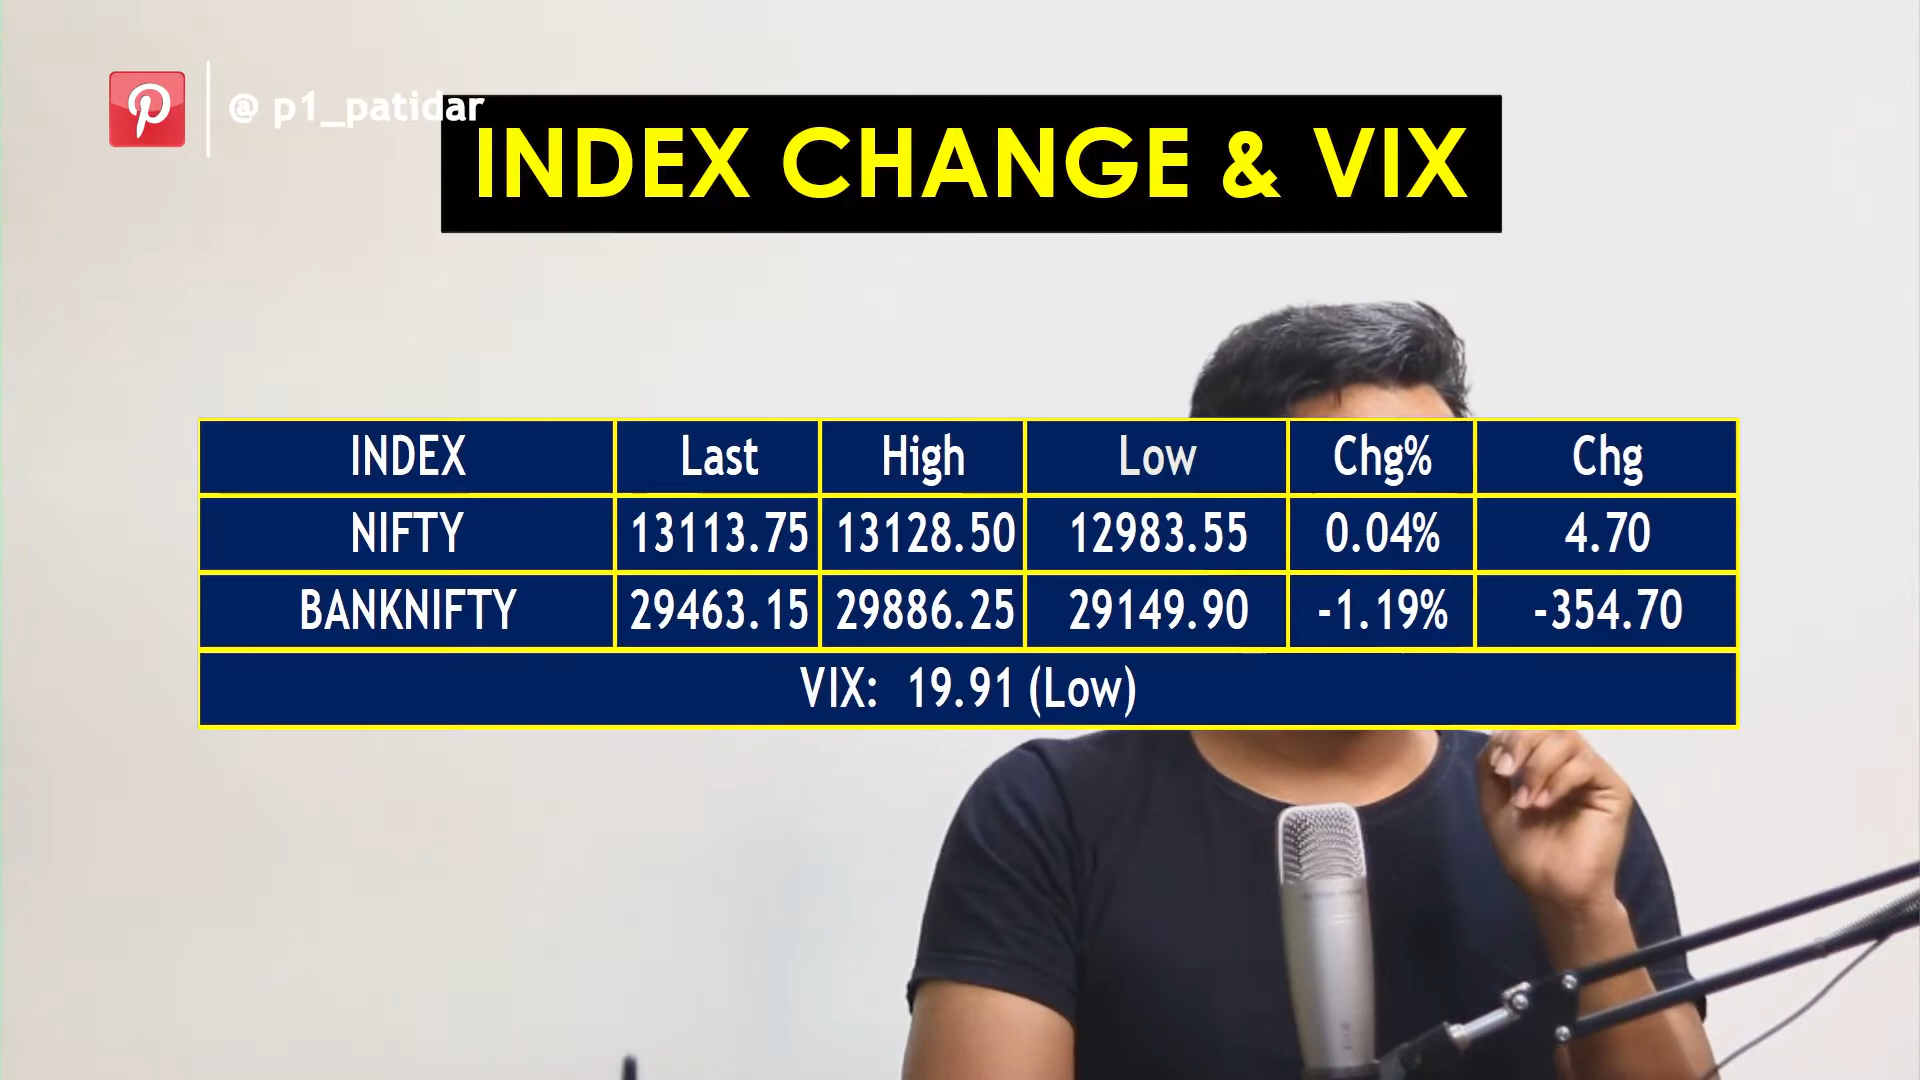 @ p1_patidar
INDEX CHANGE & VIX
INDEX Last High Low Chg% Chg
NIFTY 13113.75 13128.50 12983.55 0.04% 4.70
BANKNIFTY 29463.15 29886.25 29149.90 -1.19% -354.70
VIX: 19.91 (Low)